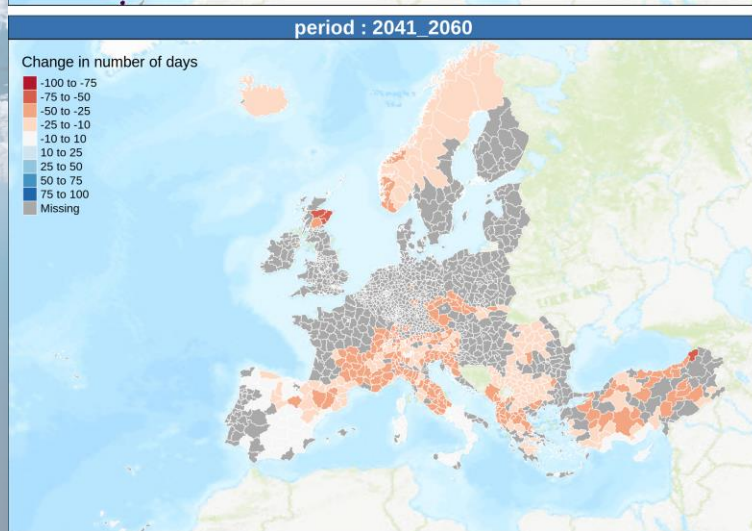 period : 2041_2060
Change in number of days
-100 to -75
-75 to -50
-50 to -25
-25 to -10
-10 to 10
10 to 25
25 to 50
50 to 75
75 to 100
Missing